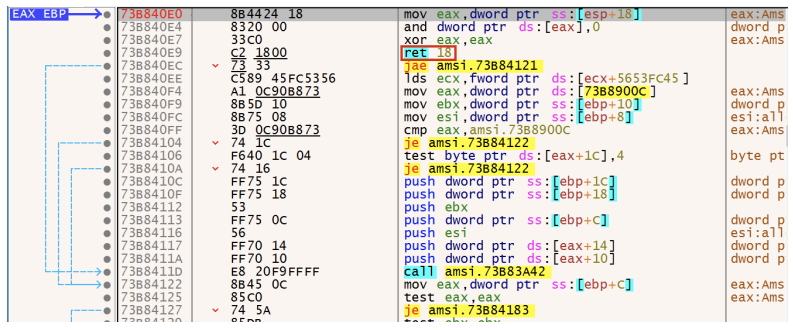 EAX EBP 73B840E0 8B4424 18 mov eax,dword ptr ss:[esp+18] eax:Ams
73B840E4 8320 00 and dword ptr ds:[eax],0 dword p
73B840E7 33C0 xor eax,eax eax:Ams
73B840E9 C2 1800 ret 18
73B840EC 73 33 jae amsi.73B84121
73B840EE C589 45FC5356 lds ecx,fword ptr ds:[ecx+5653FC45]
73B840F4 A1 0C90B873 mov eax,dword ptr ds:[73B8900C] eax:Ams
73B840F9 8B5D 10 mov ebx,dword ptr ss:[ebp+10]
73B840FC 8B75 08 mov esi,dword ptr ss:[ebp+8] esi:all
73B840FF 3D 0C90B873 cmp eax,amsi.73B8900C eax:Ams
73B84104 74 1C je amsi.73B84122
73B84106 F640 1C 04 test byte ptr ds:[eax+1C],4 byte pt
73B8410A 74 16 je amsi.73B84122
73B8410C FF75 1C push dword ptr ss:[ebp+1C] dword p
73B8410F FF75 18 push dword ptr ss:[ebp+18] dword p
73B84112 53 push ebx
73B84113 FF75 0C push dword ptr ss:[ebp+C] dword p
73B84116 56 push esi esi:all
73B84117 FF70 14 push dword ptr ds:[eax+14] dword p
73B8411A FF70 10 push dword ptr ds:[eax+10] dword p
73B8411D E8 20F9FFFF call amsi.73B83A42
73B84122 8B45 0C mov eax,dword ptr ss:[ebp+C] eax:Ams
73B84125 85C0 test eax,eax eax:Ams
73B84127 74 5A je amsi.73B84183